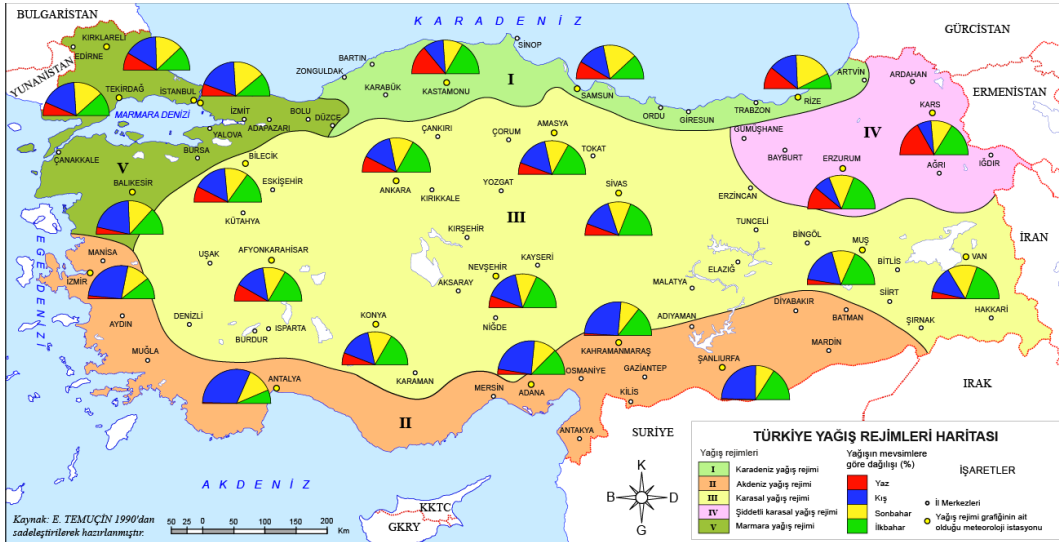 BULGARİSTAN
KARADENİZ
GÜRCİSTAN
KIRKLARELİ
EDİRNE
YUNANİSTAN
TEKİRDAĞ
İSTANBUL
MARMARA DENİZİ
İZMİT
ADAPAZARI
YALOVA
BOLU
DÜZCE
BURSA
ÇANAKKALE
V
BALIKESİR
BİLECİK
ZONGULDAK
BARTIN
KARABÜK
KASTAMONU
SİNOP
I
SAMSUN
ORDU
GİRESUN
TRABZON
RİZE
ARTVİN
ARDAHAN
ERMENİSTAN
KARS
IV
GÜMÜŞHANE
BAYBURT
ERZURUM
AĞRI
IĞDIR
ERZİNCAN
ÇANKIRI
ÇORUM
AMASYA
TOKAT
ESKİŞEHİR
ANKARA
KIRIKKALE
YOZGAT
SİVAS
KÜTAHYA
III
KIRŞEHİR
TUNCELİ
BİNGÖL
MUŞ
BİTLİS
VAN
İRAN
EGE DENİZİ
MANİSA
İZMİR
UŞAK
AFYONKARAHİSAR
AKSARAY
NEVŞEHİR
KAYSERİ
MALATYA
ELAZIĞ
SİİRT
HAKKARİ
ŞIRNAK
AYDIN
DENİZLİ
BURDUR
ISPARTA
KONYA
NİĞDE
KAHRAMANMARAŞ
ADIYAMAN
DİYABAKIR
BATMAN
MARDİN
MUĞLA
ANTALYA
KARAMAN
MERSİN
ADANA
OSMANİYE
GAZİANTEP
ŞANLIURFA
KİLİS
ANTAKYA
II
SURİYE
IRAK
AKDENİZ
KKTC
GKRY
K
B
D
G
Kaynak: E. TEMUÇİN 1990'dan
sadeleştirilerek hazırlanmıştır.
50 25 0 50 100 150 200
Km
TÜRKİYE YAĞIŞ REJİMLERİ HARİTASI
Yağış rejimleri
I Karadeniz yağış rejimi
II Akdeniz yağış rejimi
III Karasal yağış rejimi
IV Şiddetli karasal yağış rejimi
V Marmara yağış rejimi
Yağışın mevsimlere
göre dağılışı (%)
Yaz
Kış
Sonbahar
İlkbahar
İŞARETLER
İl Merkezleri
Yağış rejimi grafiğinin ait
olduğu meteoroloji istasyonu